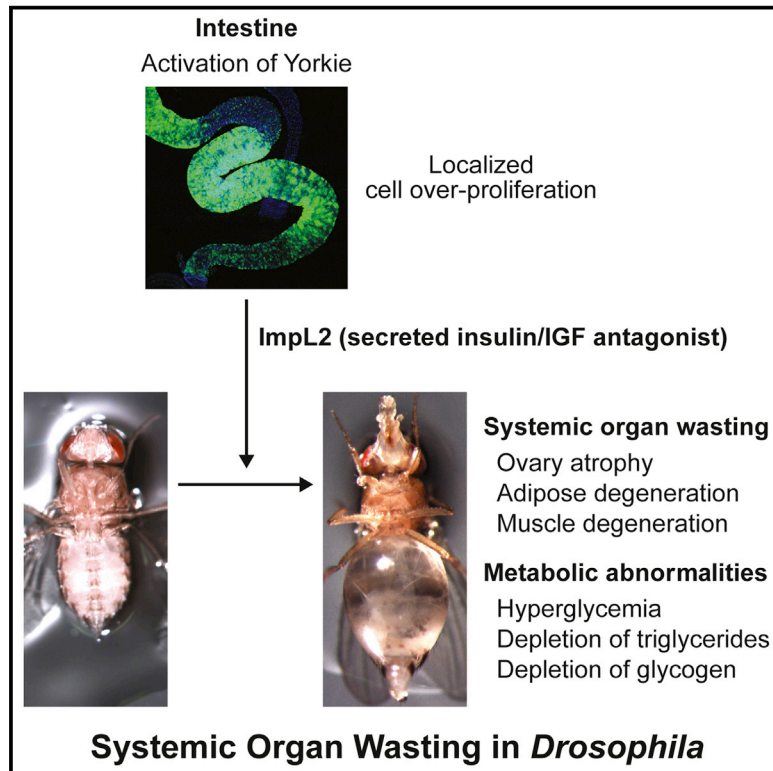 Intestine
Activation of Yorkie
Localized
cell over-proliferation
ImpL2 (secreted insulin/IGF antagonist)
Systemic organ wasting
Ovary atrophy
Adipose degeneration
Muscle degeneration
Metabolic abnormalities
Hyperglycemia
Depletion of triglycerides
Depletion of glycogen
Systemic Organ Wasting in Drosophila